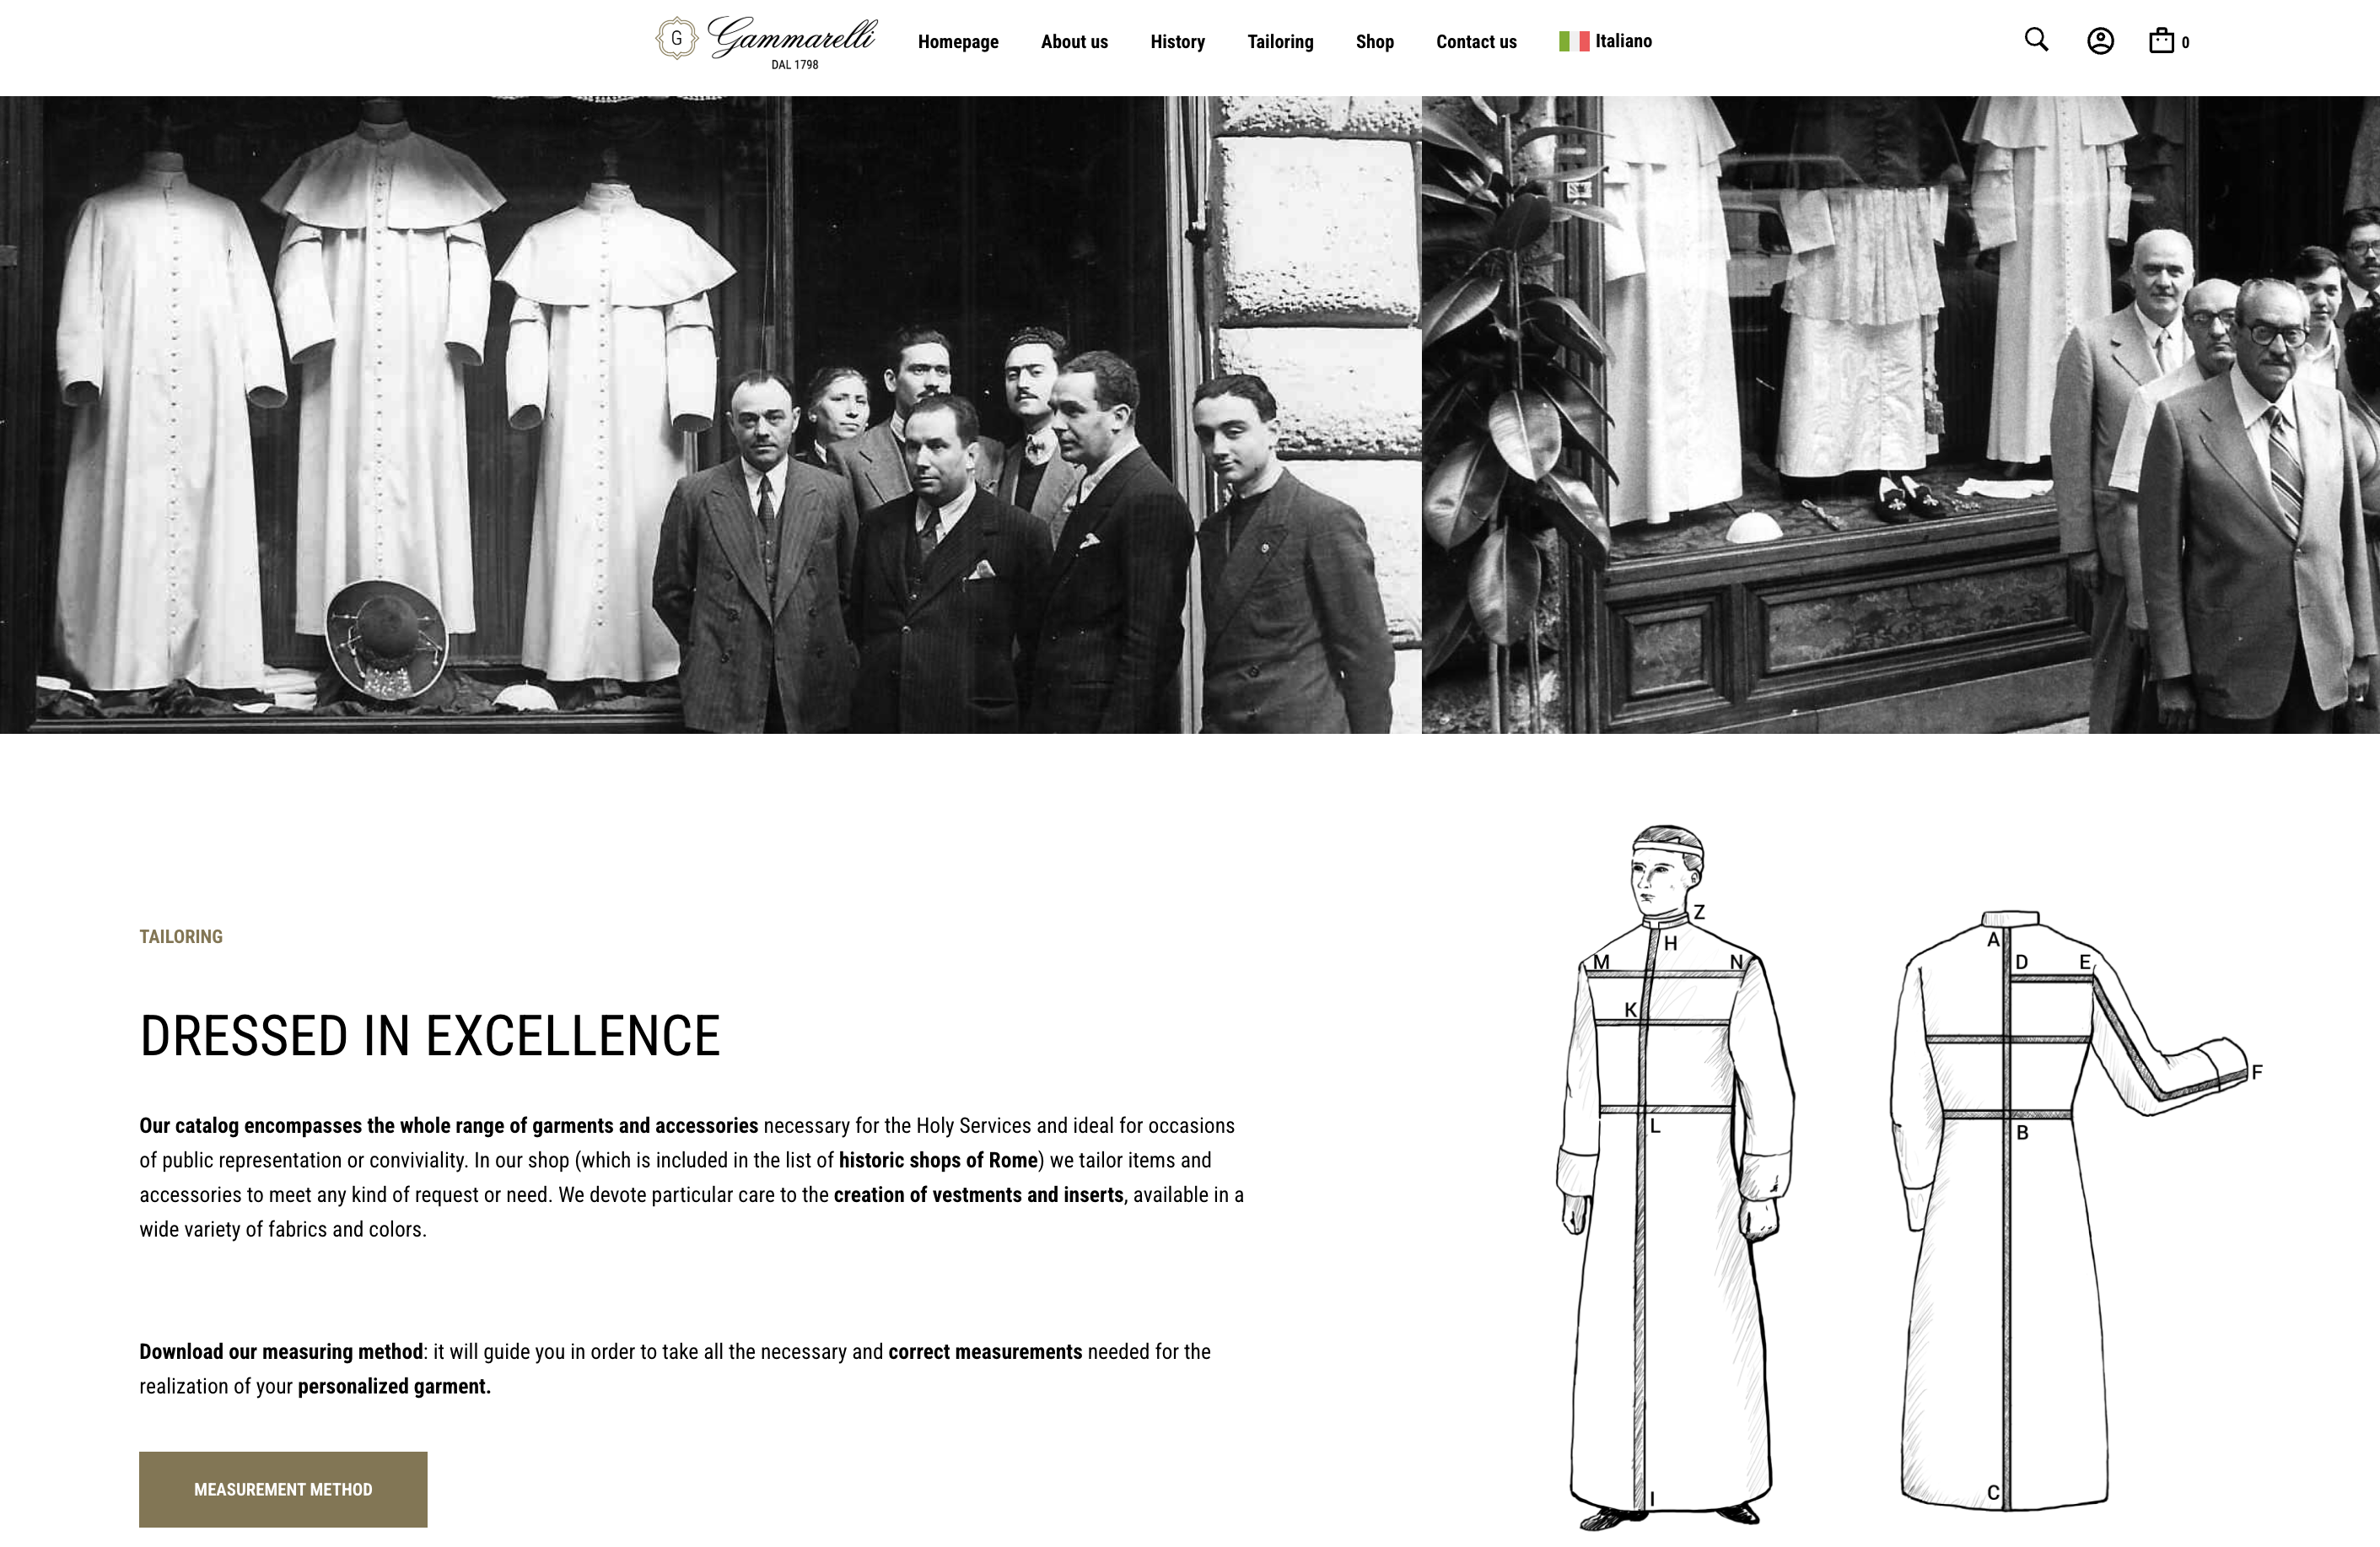 G Gammarelli
DAL 1798
Homepage About us History Tailoring Shop Contact us Italiano 0
TAILORING
DRESSED IN EXCELLENCE
Our catalog encompasses the whole range of garments and accessories necessary for the Holy Services and ideal for occasions
of public representation or conviviality. In our shop (which is included in the list of historic shops of Rome) we tailor items and
accessories to meet any kind of request or need. We devote particular care to the creation of vestments and inserts, available in a
wide variety of fabrics and colors.
Download our measuring method: it will guide you in order to take all the necessary and correct measurements needed for the
realization of your personalized garment.
MEASUREMENT METHOD
Z
H
M N
K
L
I
A
D E
F
B
C